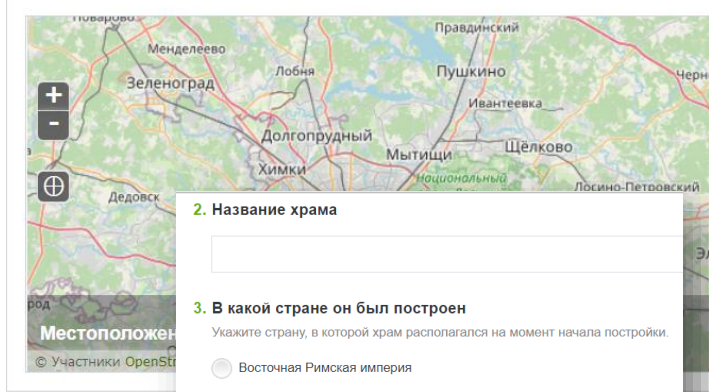 Поварово
Правдинский
Менделеево
Лобня
Пушкино
Зеленоград
Черн
Ивантеевка
+
-
Долгопрудный
Щёлково
Мытищи
Химки
Национальный
Лосино-Петровский
Дедовск
2. Название храма
Эл
род
3. В какой стране он был построен
Местоположен
Укажите страну, в которой храм располагался на момент начала постройки.
© Участники OpenStr
Восточная Римская империя